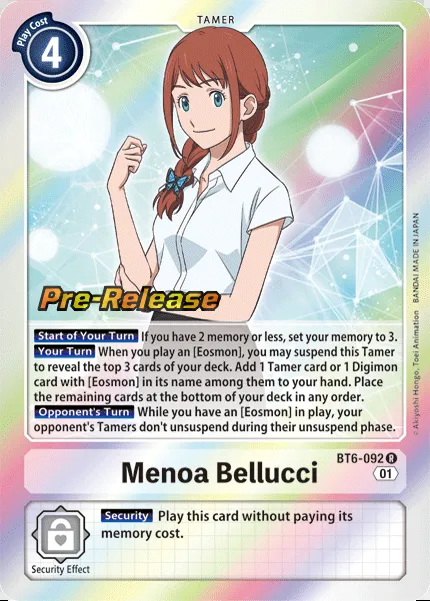 TAMER
Play Cost
4
Pre-Release
Start of Your Turn If you have 2 memory or less, set your memory to 3.
Your Turn When you play an [Eosmon], you may suspend this Tamer
to reveal the top 3 cards of your deck. Add 1 Tamer card or 1 Digimon
card with [Eosmon] in its name among them to your hand. Place
the remaining cards at the bottom of your deck in any order.
Opponent's Turn While you have an [Eosmon] in play, your
opponent's Tamers don't unsuspend during their unsuspend phase.
©Akiyoshi Hongo, Toei Animation BANDAI MADE IN JAPAN
BT6-092 R
Menoa Bellucci
01
Security Play this card without paying its
memory cost.
Security Effect